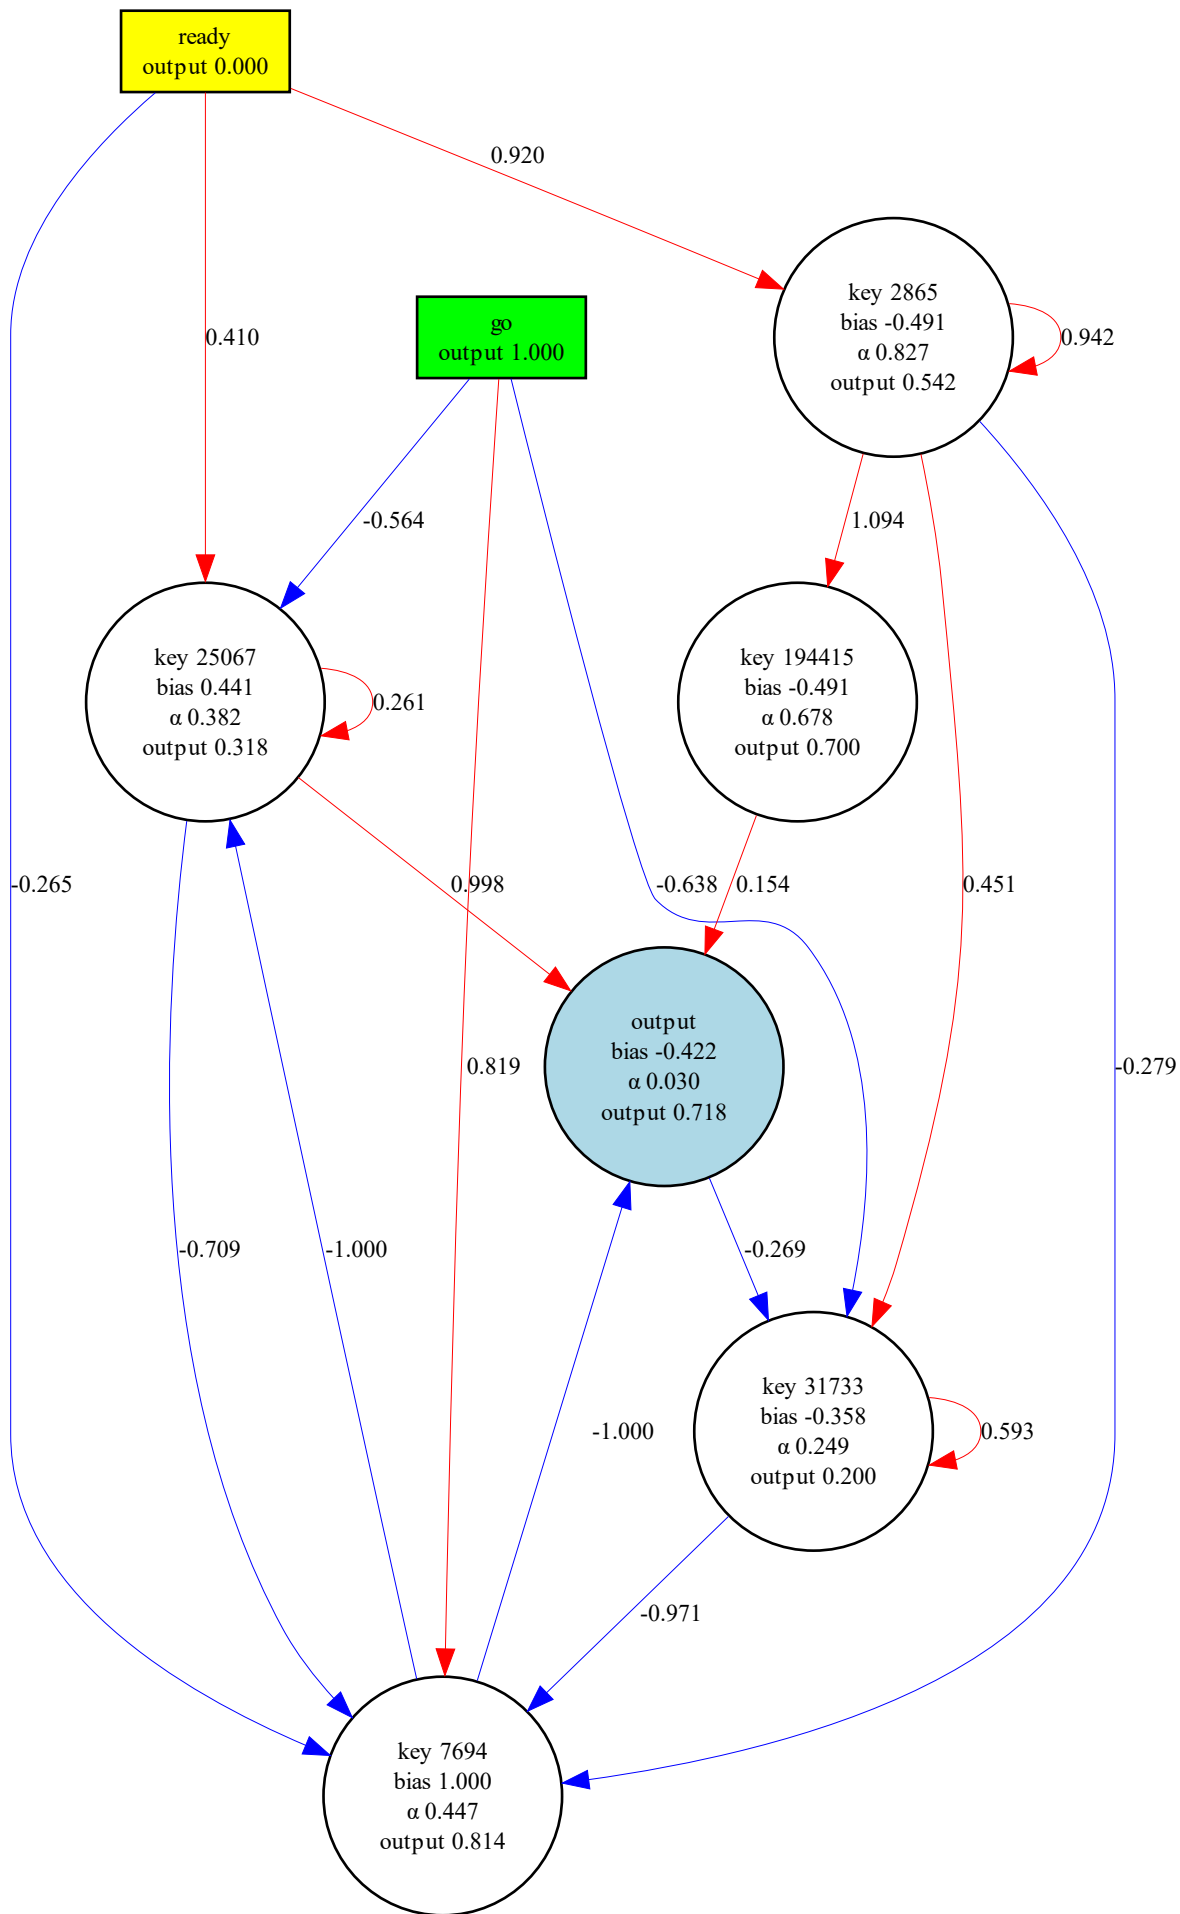 ready
output 0.000
0.920
key 2865
bias -0.491
α 0.827
output 0.542
0.942
go
output 1.000
0.410
-0.564
1.094
key 25067
bias 0.441
α 0.382
output 0.318
0.261
key 194415
bias -0.491
α 0.678
output 0.700
-0.265
0.998
-0.638
0.154
0.451
output
bias -0.422
α 0.030
output 0.718
0.819
-0.279
-0.709
-1.000
-0.269
-1.000
key 31733
bias -0.358
α 0.249
output 0.200
0.593
-0.971
key 7694
bias 1.000
α 0.447
output 0.814